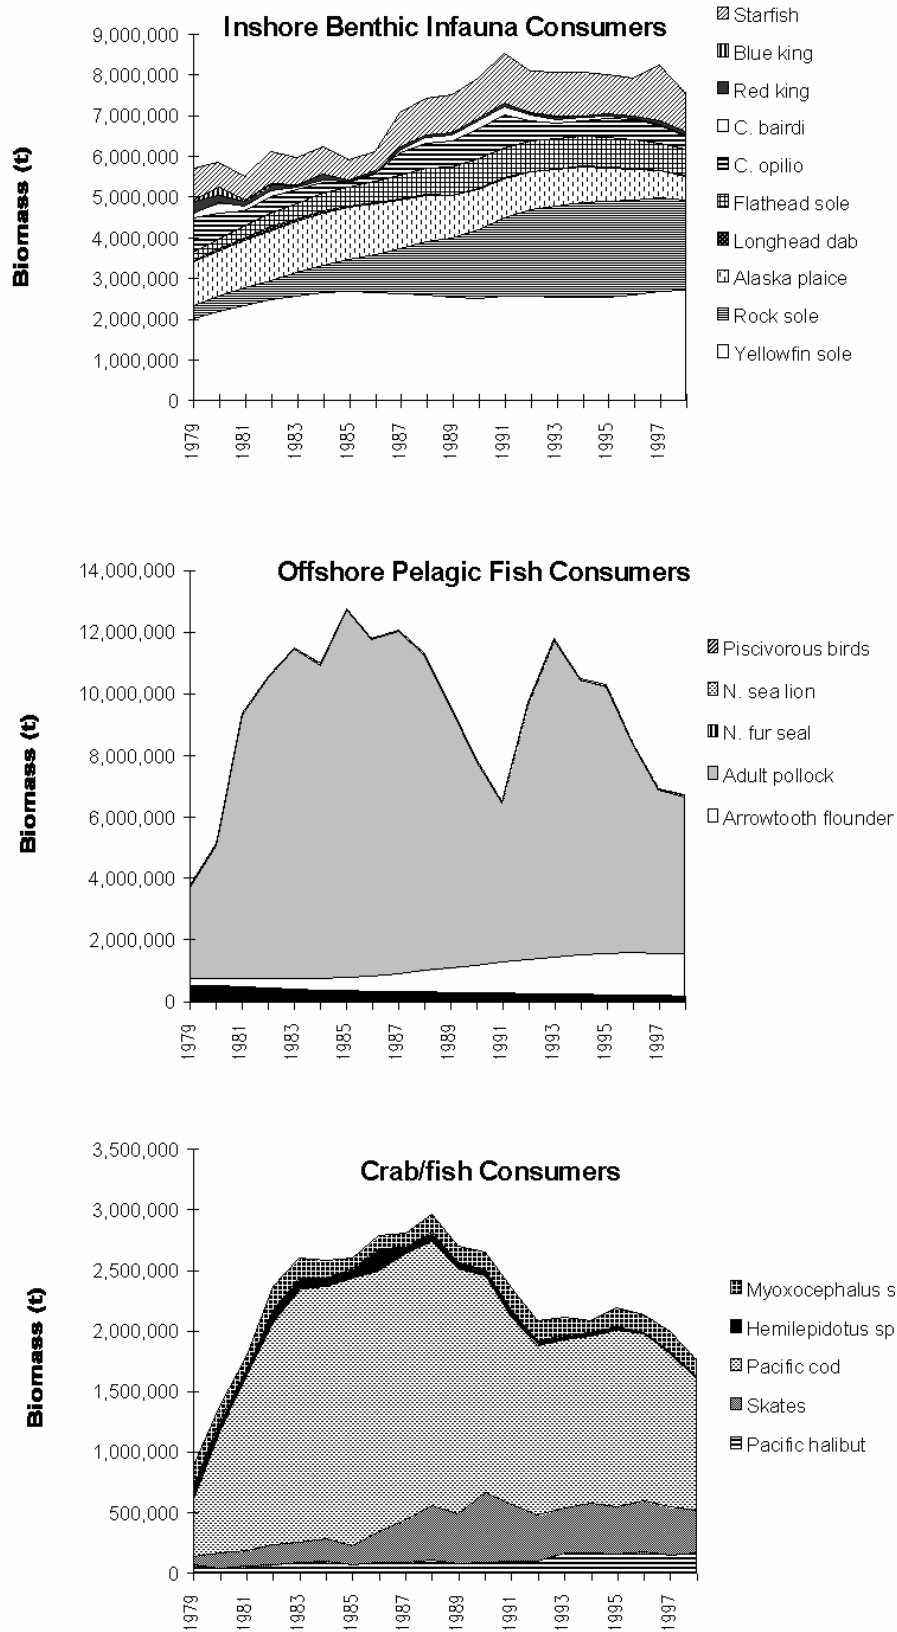 Inshore Benthic Infauna Consumers
Biomass (t)
9,000,000
8,000,000
7,000,000
6,000,000
5,000,000
4,000,000
3,000,000
2,000,000
1,000,000
0
1979 1981 1983 1985 1987 1989 1991 1993 1995 1997
Starfish
Blue king
Red king
C. bairdi
C. opilio
Flathead sole
Longhead dab
Alaska plaice
Rock sole
Yellowfin sole
Offshore Pelagic Fish Consumers
Biomass (t)
14,000,000
12,000,000
10,000,000
8,000,000
6,000,000
4,000,000
2,000,000
0
1979 1981 1983 1985 1987 1989 1991 1993 1995 1997
Piscivorous birds
N. sea lion
N. fur seal
Adult pollock
Arrowtooth flounder
Crab/fish Consumers
Biomass (t)
3,500,000
3,000,000
2,500,000
2,000,000
1,500,000
1,000,000
500,000
0
1979 1981 1983 1985 1987 1989 1991 1993 1995 1997
Myoxocephalus s
Hemilepidotus sp
Pacific cod
Skates
Pacific halibut